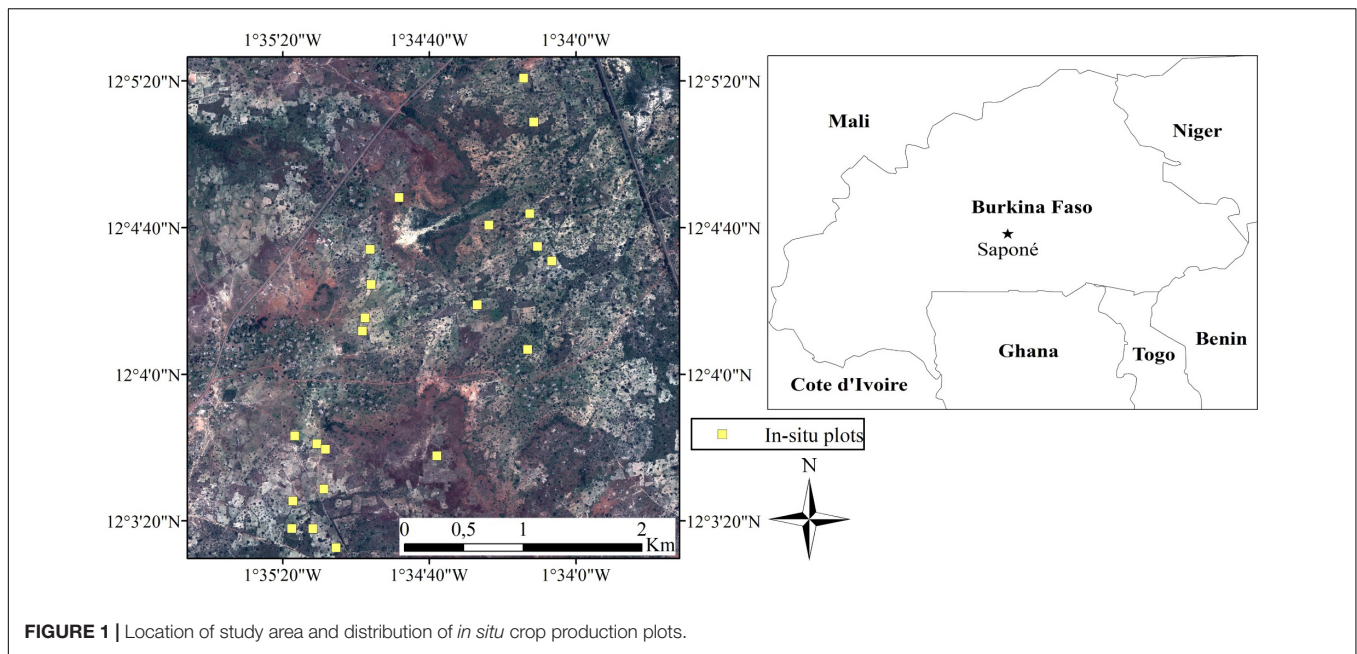 1°35'20"W 1°34'40"W 1°34'0"W
12°5'20"N 12°5'20"N
12°4'40"N 12°4'40"N
12°4'0"N 12°4'0"N
12°3'20"N 12°3'20"N
0 0,5 1 2
Km
1°35'20"W 1°34'40"W 1°34'0"W
Mali
Niger
Burkina Faso
Saponé
Benin
Ghana
Togo
Cote d'Ivoire
In-situ plots
N
FIGURE 1 | Location of study area and distribution of in situ crop production plots.